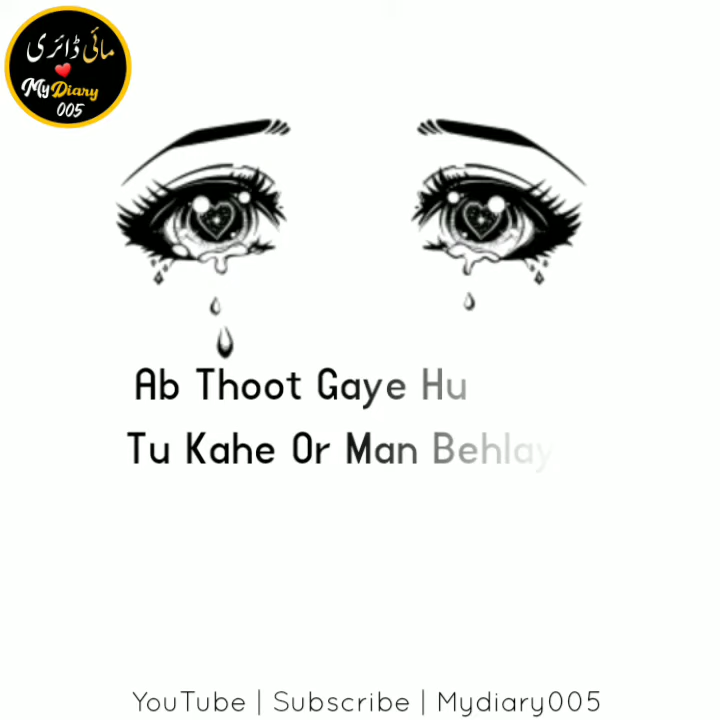 مائی ڈائری
My Diary
005
Ab Thoot Gaye Hu
Tu Kahe Or Man Behlay
YouTube | Subscribe | Mydiary005